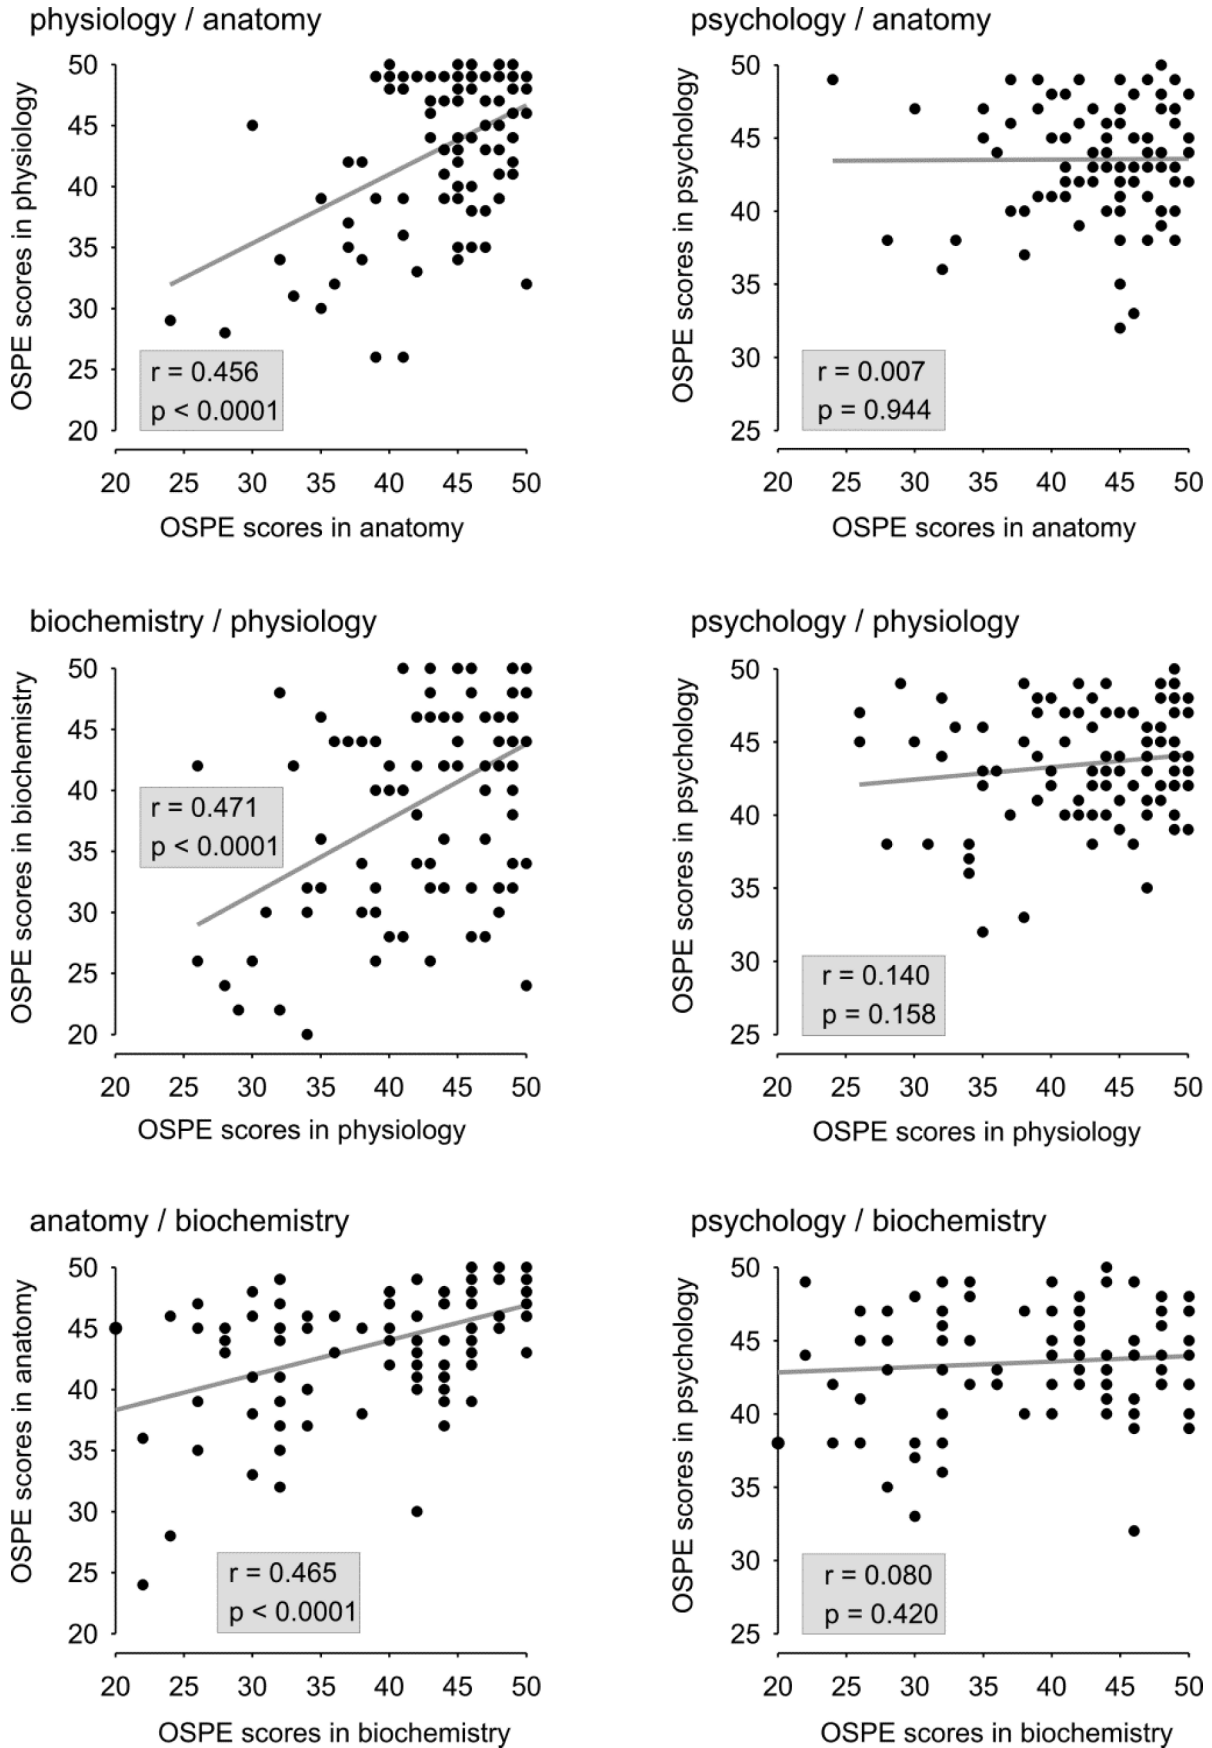 physiology / anatomy
OSPE scores in physiology
50
45
40
35
30
25
20
r = 0.456
p < 0.0001
20 25 30 35 40 45 50
OSPE scores in anatomy
psychology / anatomy
OSPE scores in psychology
50
45
40
35
30
25
r = 0.007
p = 0.944
20 25 30 35 40 45 50
OSPE scores in anatomy
biochemistry / physiology
OSPE scores in biochemistry
50
45
40
35
30
25
20
r = 0.471
p < 0.0001
20 25 30 35 40 45 50
OSPE scores in physiology
psychology / physiology
OSPE scores in psychology
50
45
40
35
30
25
r = 0.140
p = 0.158
20 25 30 35 40 45 50
OSPE scores in physiology
anatomy / biochemistry
OSPE scores in anatomy
50
45
40
35
30
25
20
r = 0.465
p < 0.0001
20 25 30 35 40 45 50
OSPE scores in biochemistry
psychology / biochemistry
OSPE scores in psychology
50
45
40
35
30
25
r = 0.080
p = 0.420
20 25 30 35 40 45 50
OSPE scores in biochemistry